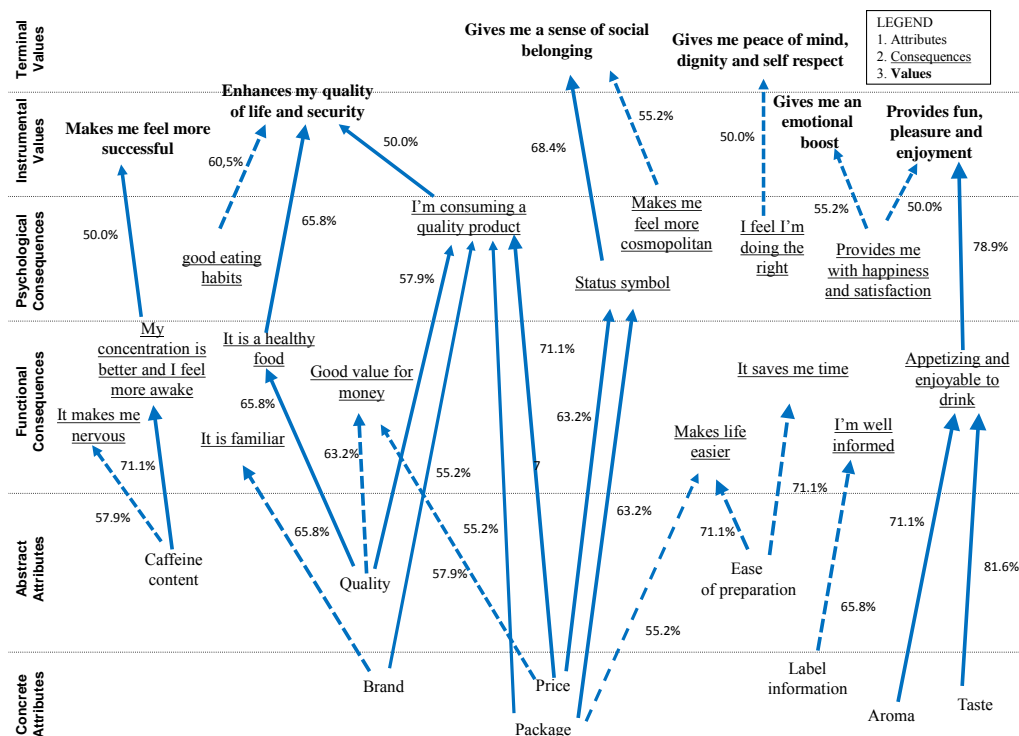 Terminal
Values
Gives me a sense of social
belonging
Gives me peace of mind,
dignity and self respect
LEGEND
1. Attributes
2. Consequences
3. Values
Instrumental
Values
Makes me feel more
successful
Enhances my quality
of life and security
Gives me an
emotional
boost
Provides fun,
pleasure and
enjoyment
60,5%
50.0%
68.4%
55.2%
50.0%
Psychological
Consequences
50.0%
good eating
habits
65.8%
I'm consuming a
quality product
57.9%
Status symbol
Makes me
feel more
cosmopolitan
I feel I'm
doing the
right
55.2%
50.0%
Provides me
with happiness
and satisfaction
78.9%
Functional
Consequences
My
concentration is
better and I feel
more awake
It makes me
nervous
71.1%
It is a healthy
food
65.8%
It is familiar
Good value for
money
63.2%
55.2%
71.1%
63.2%
7
Makes life
easier
It saves me time
I'm well
informed
71.1%
Appetizing and
enjoyable to
drink
Abstract
Attributes
57.9%
Caffeine
content
65.8%
Quality
55.2%
57.9%
63.2%
63.2%
71.1%
Ease
of preparation
55.2%
65.8%
71.1%
81.6%
Concrete
Attributes
Brand
Price
Package
Label
information
Aroma
Taste